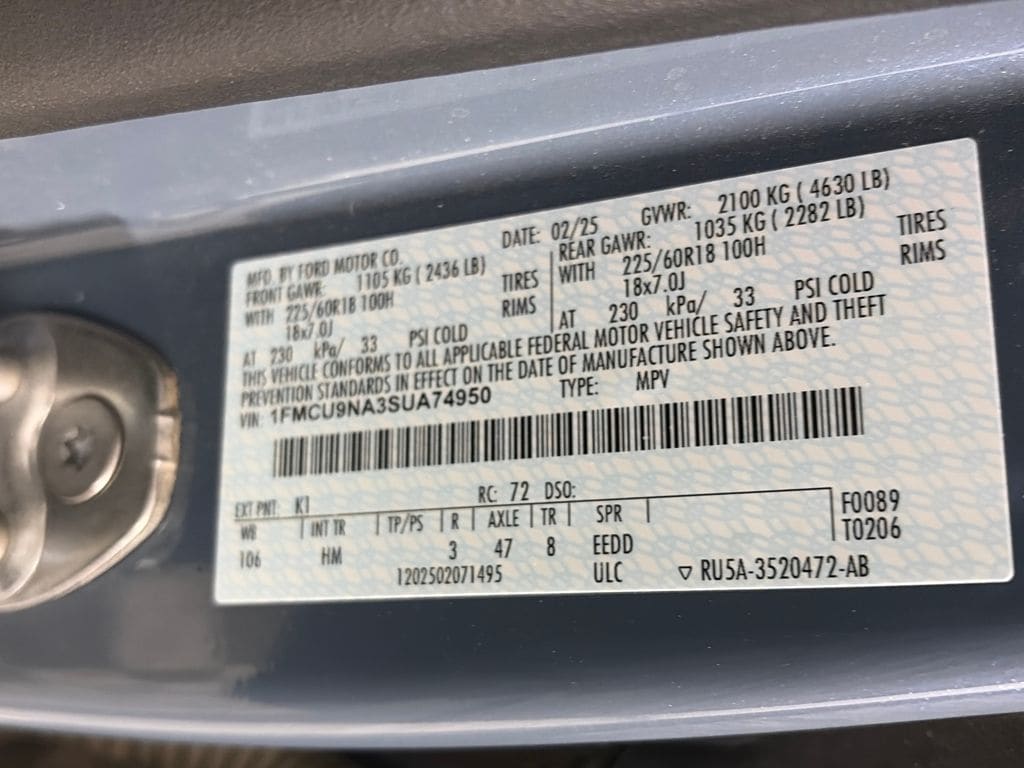 MFD. BY FORD MOTOR CO. DATE: 02/25 GVWR: 2100 KG ( 4630 LB)
FRONT GAWR: 1105 KG ( 2436 LB) REAR GAWR: 1035 KG ( 2282 LB)
WITH 225/60R18 100H TIRES WITH 225/60R18 100H TIRES
18x7.0J RIMS 18x7.0J RIMS
AT 230 kPa/ 33 PSI COLD AT 230 kPa/ 33 PSI COLD
THIS VEHICLE CONFORMS TO ALL APPLICABLE FEDERAL MOTOR VEHICLE SAFETY AND THEFT
PREVENTION STANDARDS IN EFFECT ON THE DATE OF MANUFACTURE SHOWN ABOVE.
VIN: 1FMCU9NA3SUA74950 TYPE: MPV
EXT PNT: K1 RC: 72 DSO:
WB INT TR TP/PS R AXLE TR SPR F0089
106 HM 3 47 8 EEDD T0206
1202502071495 ULC ▽ RU5A-3520472-AB